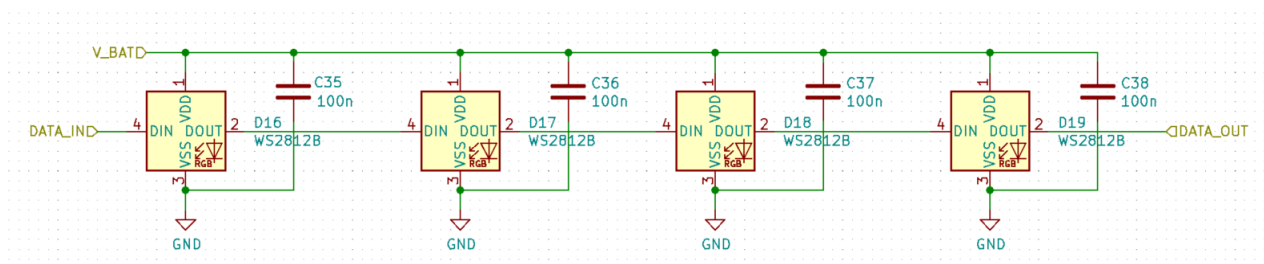 V_BAT
C35
100n
C36
100n
C37
100n
C38
100n
1
VDD
1
VDD
1
VDD
1
VDD
DATA_IN
4
DIN
DOUT
2
D16
WS2812B
4
DIN
DOUT
2
D17
WS2812B
4
DIN
DOUT
2
D18
WS2812B
4
DIN
DOUT
2
D19
WS2812B
DATA_OUT
VSS
RGB
3
VSS
RGB
3
VSS
RGB
3
VSS
RGB
3
GND
GND
GND
GND